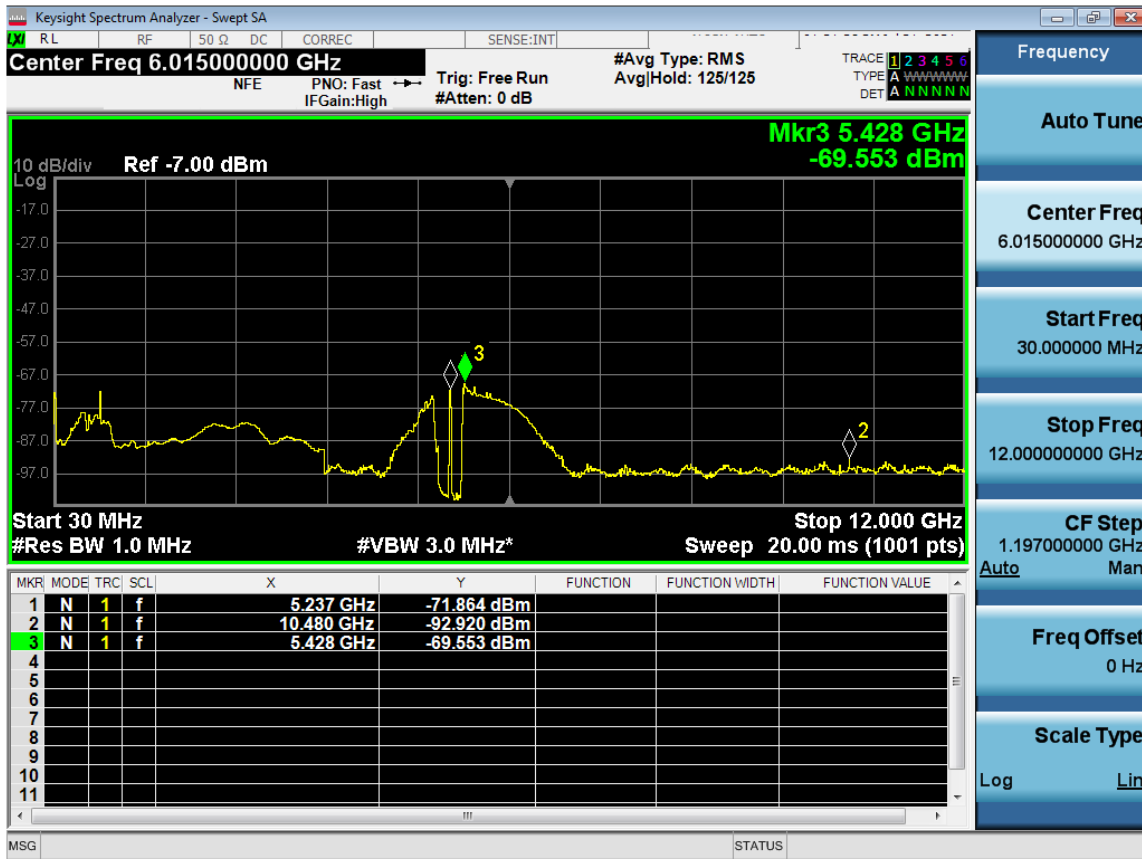 Keysight Spectrum Analyzer - Swept SA
LXI RL RF 50 Ω DC CORREC SENSE:INT
Center Freq 6.015000000 GHz
NFE PNO: Fast IFGain:High
Trig: Free Run
#Atten: 0 dB
#Avg Type: RMS
Avg|Hold: 125/125
TRACE 1 2 3 4 5 6
TYPE A WWWWW
DET A N N N N N
Mkr3 5.428 GHz
-69.553 dBm
10 dB/div Ref -7.00 dBm
Log
-17.0
-27.0
-37.0
-47.0
-57.0
-67.0
-77.0
-87.0
-97.0
3
2
Start 30 MHz Stop 12.000 GHz
#Res BW 1.0 MHz #VBW 3.0 MHz* Sweep 20.00 ms (1001 pts)
MKR MODE TRC SCL X Y FUNCTION FUNCTION WIDTH FUNCTION VALUE
1 N 1 f 5.237 GHz -71.864 dBm
2 N 1 f 10.480 GHz -92.920 dBm
3 N 1 f 5.428 GHz -69.553 dBm
4
5
6
7
8
9
10
11
MSG STATUS
Frequency
Auto Tune
Center Freq
6.015000000 GHz
Start Freq
30.000000 MHz
Stop Freq
12.000000000 GHz
CF Step
1.197000000 GHz
Auto Man
Freq Offset
0 Hz
Scale Type
Log Lin